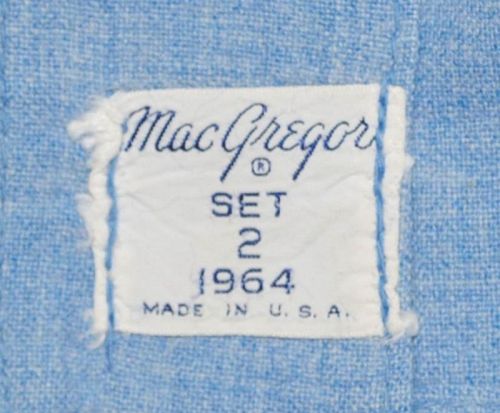 MacGregor
®
SET
2
1964
MADE IN U.S.A.